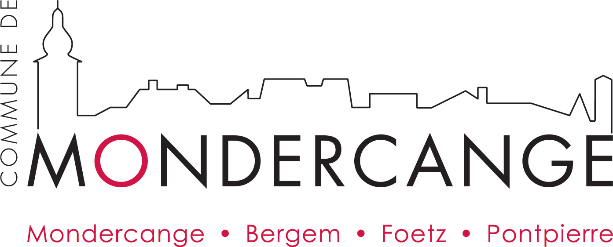 COMMUNE DE
MONDERCANGE
Mondercange • Bergem • Foetz • Pontpierre